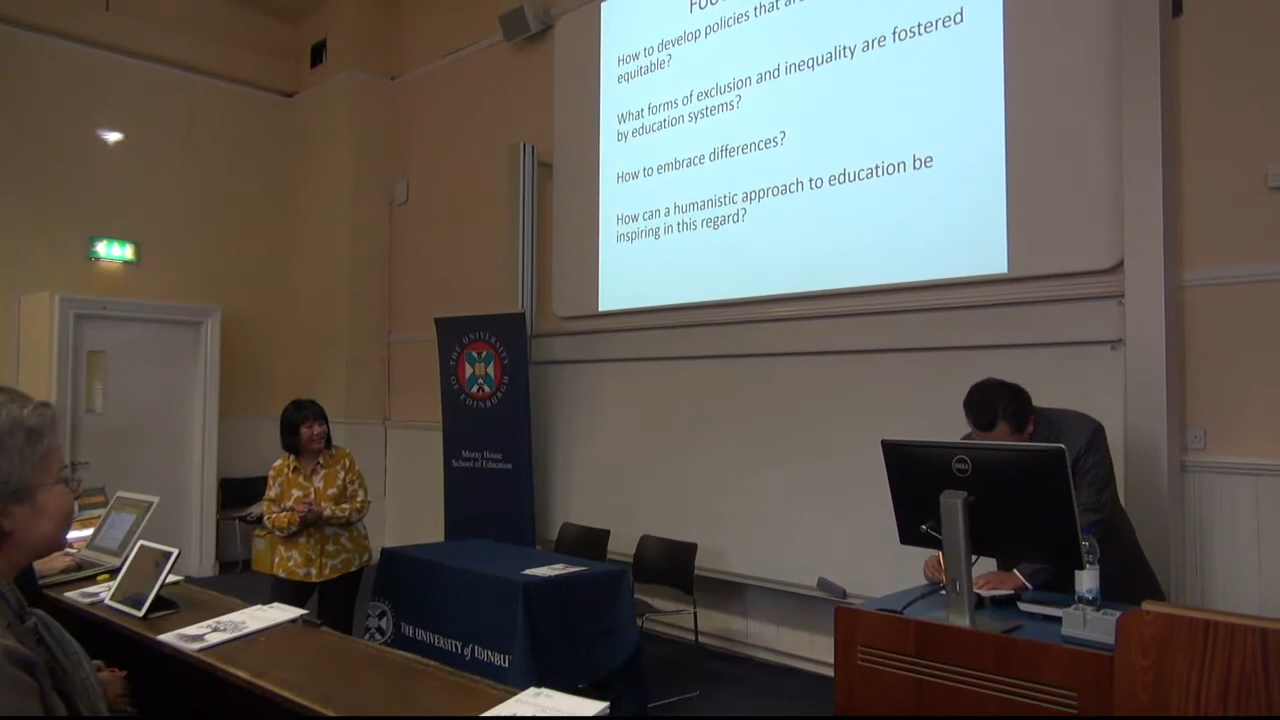 How to develop policies that are
equitable?
What forms of exclusion and inequality are fostered
by education systems?
How to embrace differences?
How can a humanistic approach to education be
inspiring in this regard?
THE UNIVERSITY
OF EDINBURGH
Moray House
School of Education
THE UNIVERSITY of EDINBU
DELL